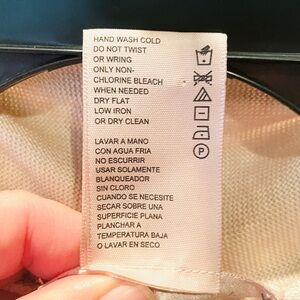 HAND WASH COLD
DO NOT TWIST
OR WRING
ONLY NON-
CHLORINE BLEACH
WHEN NEEDED
DRY FLAT
LOW IRON
OR DRY CLEAN
LAVAR A MANO
CON AGUA FRIA
NO ESCURRIR
USAR SOLAMENTE
BLANQUEADOR
SIN CLORO
CUANDO SE NECESITE
SECAR SOBRE UNA
SUPERFICIE PLANA
PLANCHAR A
TEMPERATURA BAJA
O LAVAR EN SECO
P